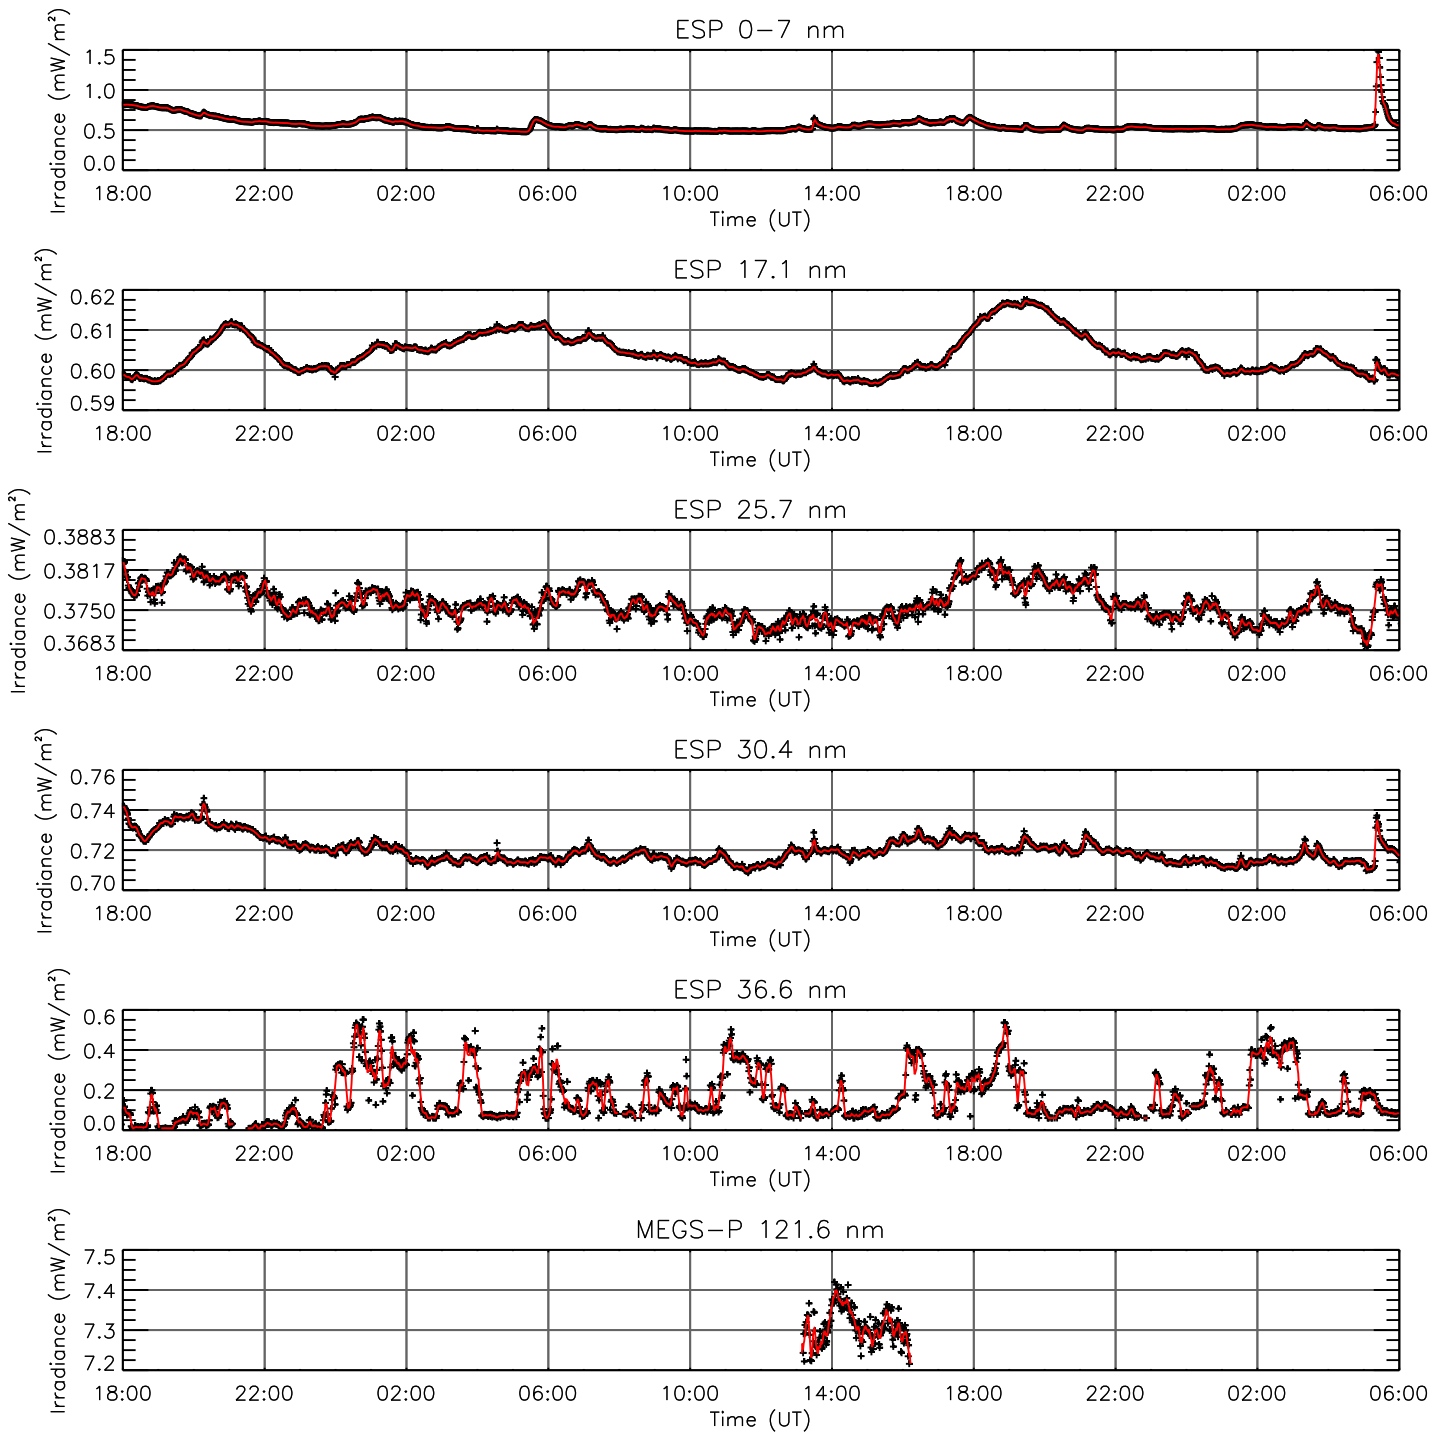 ESP 0−7 nm
Irradiance (mW/m²)
1.5
1.0
0.5
0.0
18:00 22:00 02:00 06:00 10:00 14:00 18:00 22:00 02:00 06:00
Time (UT)
ESP 17.1 nm
Irradiance (mW/m²)
0.62
0.61
0.60
0.59
18:00 22:00 02:00 06:00 10:00 14:00 18:00 22:00 02:00 06:00
Time (UT)
ESP 25.7 nm
Irradiance (mW/m²)
0.3883
0.3817
0.3750
0.3683
18:00 22:00 02:00 06:00 10:00 14:00 18:00 22:00 02:00 06:00
Time (UT)
ESP 30.4 nm
Irradiance (mW/m²)
0.76
0.74
0.72
0.70
18:00 22:00 02:00 06:00 10:00 14:00 18:00 22:00 02:00 06:00
Time (UT)
ESP 36.6 nm
Irradiance (mW/m²)
0.6
0.4
0.2
0.0
18:00 22:00 02:00 06:00 10:00 14:00 18:00 22:00 02:00 06:00
Time (UT)
MEGS−P 121.6 nm
Irradiance (mW/m²)
7.5
7.4
7.3
7.2
18:00 22:00 02:00 06:00 10:00 14:00 18:00 22:00 02:00 06:00
Time (UT)